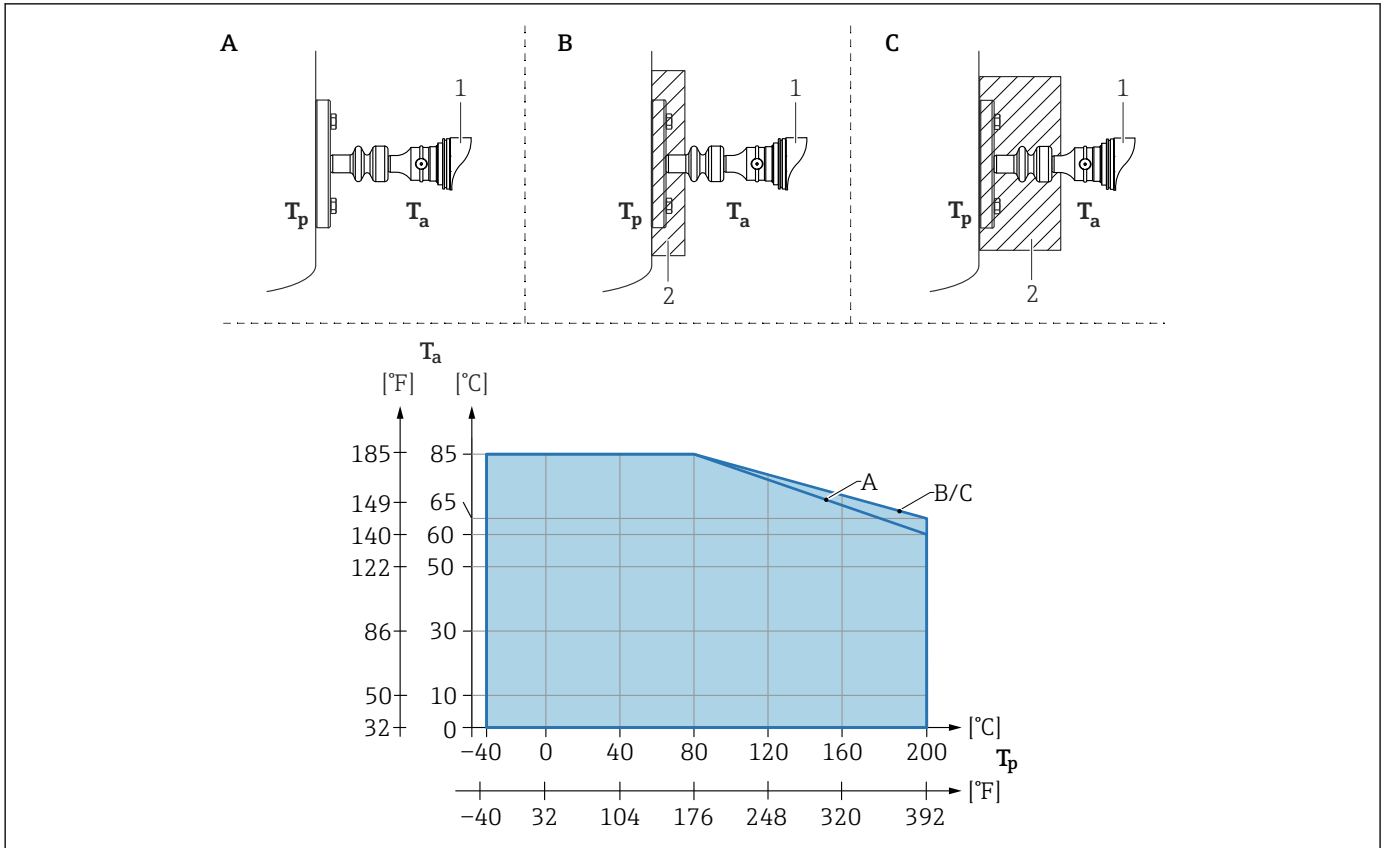 A B C
1 1 1
Tp Ta Tp Ta Tp Ta
2 2 2
Ta
[°F] [°C]
185 85
149 65
140 60
122 50
86 30
50 10
32 0
A
B/C
−40 0 40 80 120 160 200 [°C]
Tp
−40 32 104 176 248 320 392 [°F]